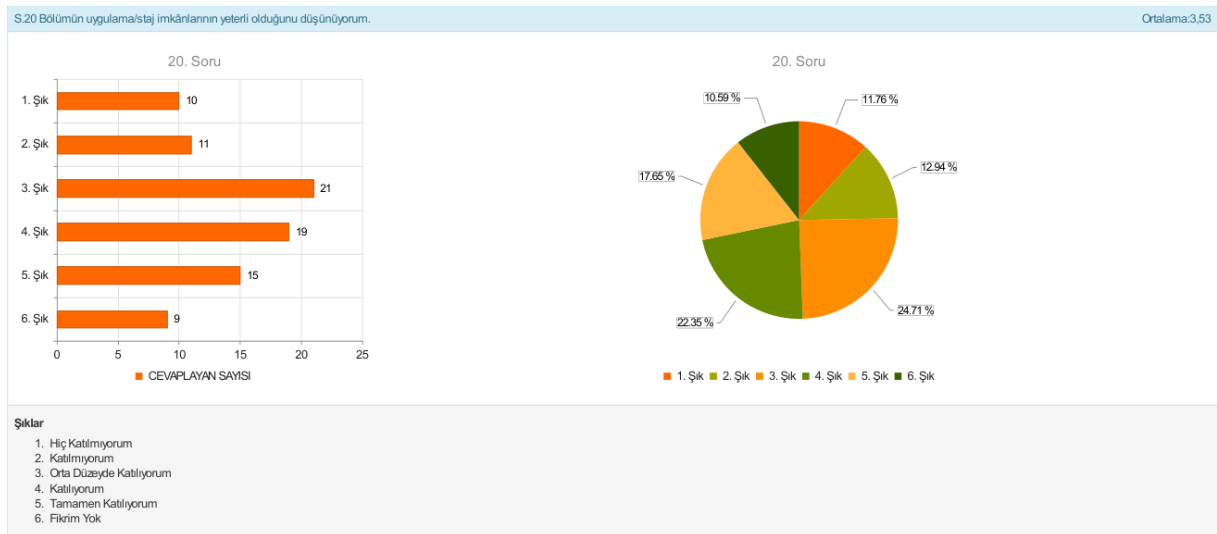 S.20 Bölümün uygulama/staj imkânlarının yeterli olduğunu düşünüyorum.
Ortalama:3,53
20. Soru
1. Şık
10
2. Şık
11
3. Şık
21
4. Şık
19
5. Şık
15
6. Şık
9
0 5 10 15 20 25
CEVAPLAYAN SAYISI
20. Soru
10.59 %
11.76 %
17.65 %
12.94 %
22.35 %
24.71 %
1. Şık 2. Şık 3. Şık 4. Şık 5. Şık 6. Şık
Şıklar
1. Hiç Katılmıyorum
2. Katılmıyorum
3. Orta Düzeyde Katılıyorum
4. Katılıyorum
5. Tamamen Katılıyorum
6. Fikrim Yok